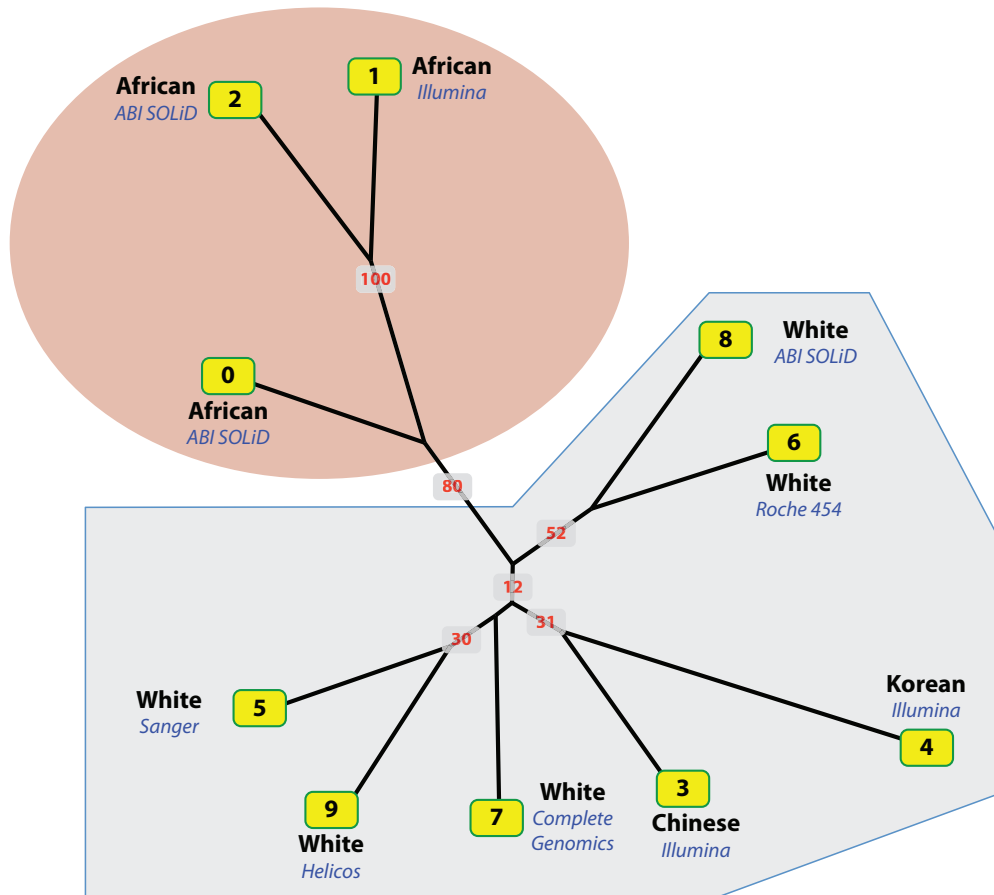 1
African
Illumina
2
African
ABI SOLiD
100
0
African
ABI SOLiD
80
8
White
ABI SOLiD
6
White
Roche 454
52
12
31
30
5
White
Sanger
9
White
Helicos
7
White
Complete
Genomics
3
Chinese
Illumina
Korean
Illumina
4